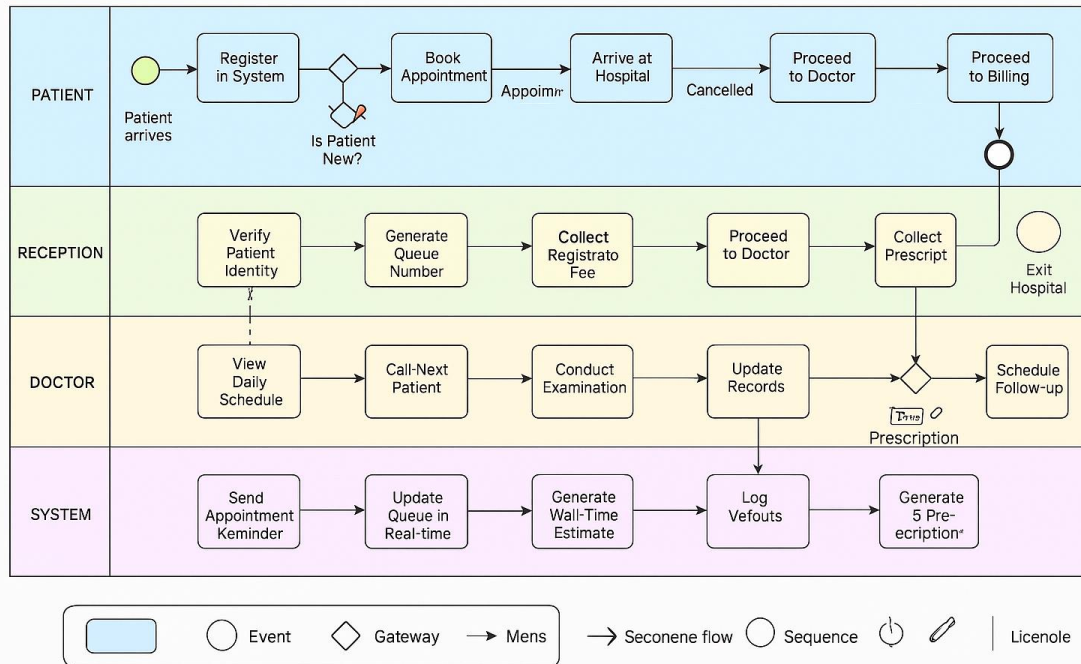 PATIENT
Patient
arrives
Register
in System
Is Patient
New?
Book
Appointment
Arrive at
Hospital
Cancelled
Proceed
to Doctor
Proceed
to Billing
RECEPTION
Verify
Patient
Identity
Generate
Queue
Number
Collect
Registrato
Fee
Proceed
to Doctor
Collect
Prescript
Exit
Hospital
DOCTOR
View
Daily
Schedule
Call-Next
Patient
Conduct
Examination
Update
Records
Prescription
Schedule
Follow-up
SYSTEM
Send
Appointment
Keminder
Update
Queue in
Real-time
Generate
Wall-Time
Estimate
Log
Vefouts
Generate
5 Pre-
ecription
Event
Gateway
Mens
Seconene flow
Sequence
Licenole